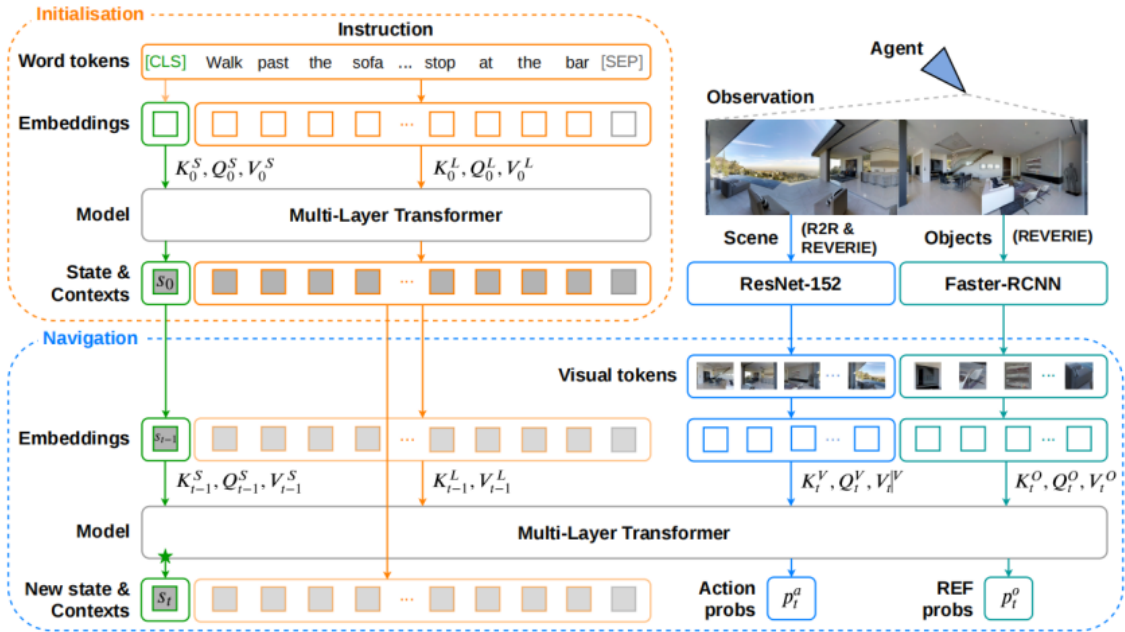 Initialisation
Instruction
Word tokens [CLS] Walk past the sofa ... stop at the bar [SEP]
Agent
Observation
Embeddings
K_0^S, Q_0^S, V_0^S K_0^L, Q_0^L, V_0^L
Model Multi-Layer Transformer
Scene (R2R & REVERIE) Objects (REVERIE)
State & Contexts s_0 ...
ResNet-152 Faster-RCNN
Navigation
Visual tokens ... ...
Embeddings s_{t-1} ... ... ...
K_{t-1}^S, Q_{t-1}^S, V_{t-1}^S K_{t-1}^L, V_{t-1}^L K_t^V, Q_t^V, V_t|^V K_t^O, Q_t^O, V_t^O
Model Multi-Layer Transformer
New state & Contexts s_t ...
Action probs p_t^a REF probs p_t^o